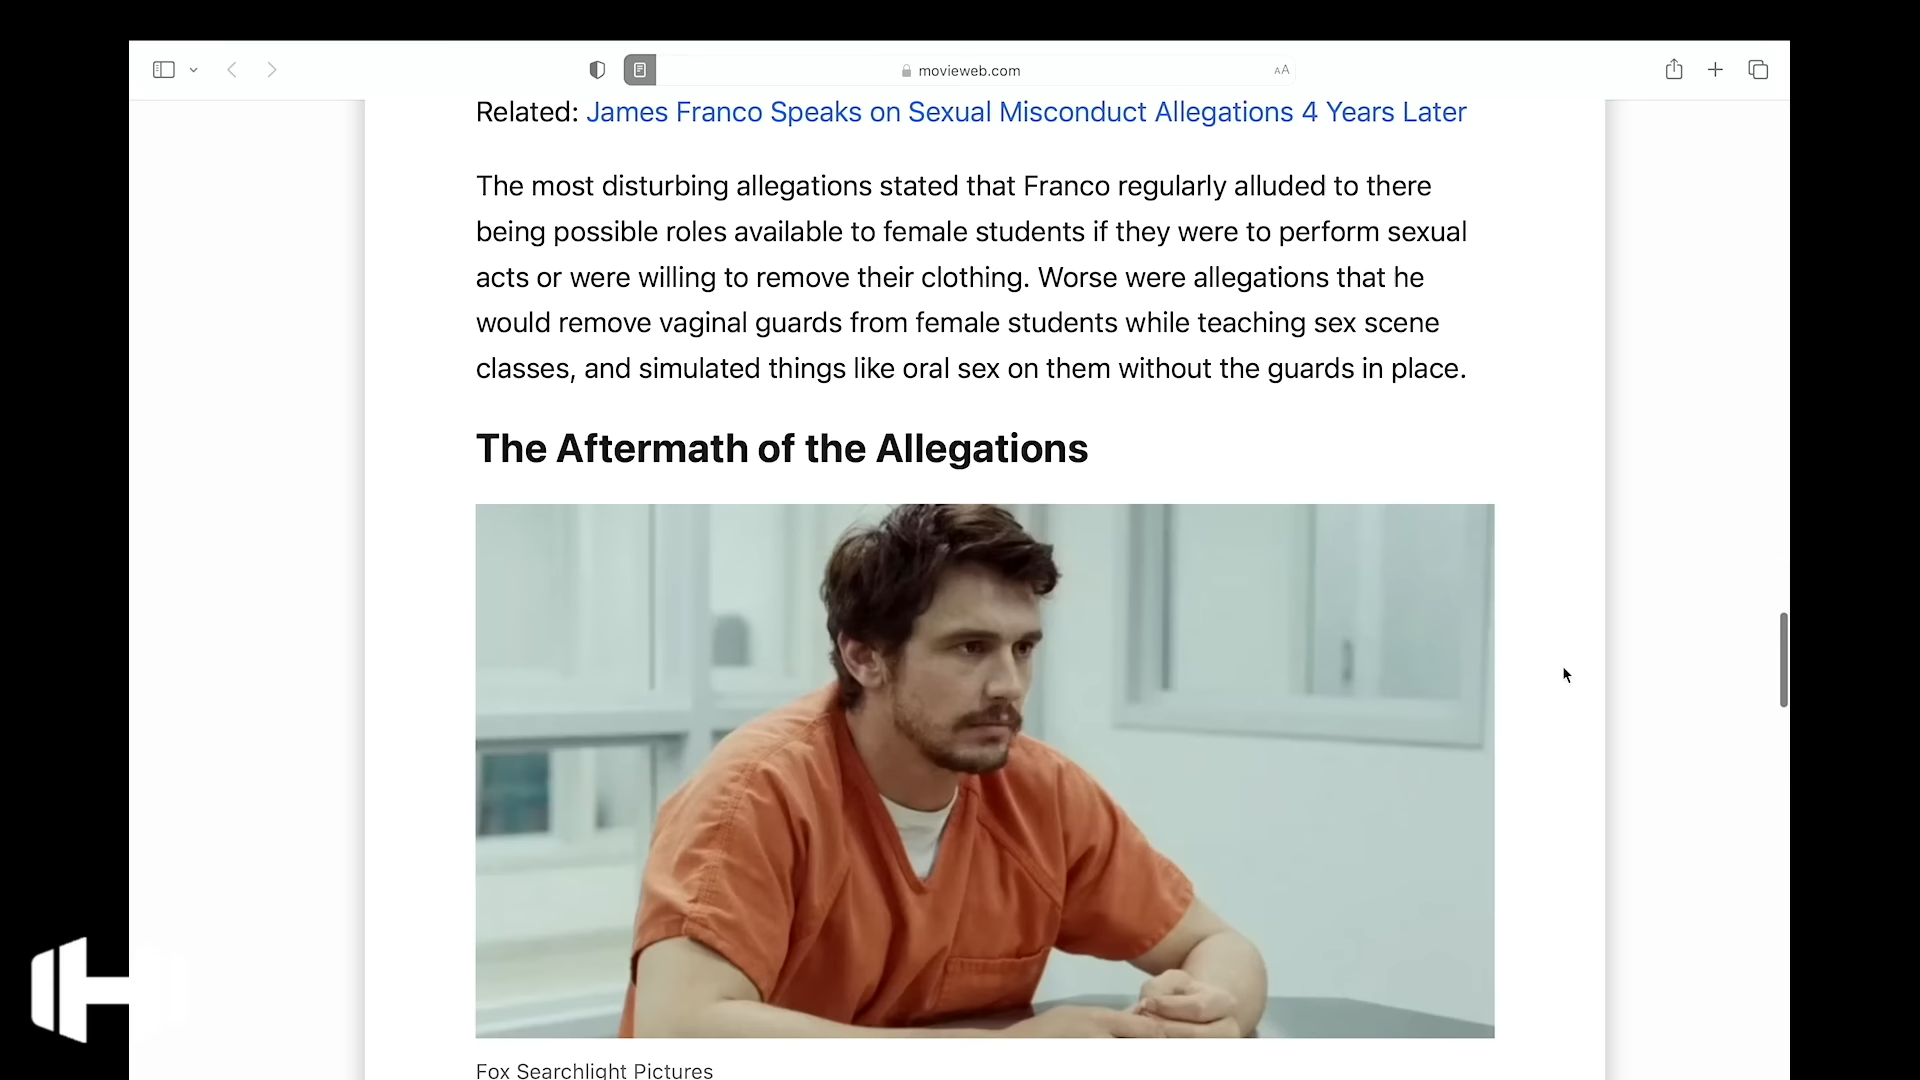 movieweb.com
AA
Related: James Franco Speaks on Sexual Misconduct Allegations 4 Years Later
The most disturbing allegations stated that Franco regularly alluded to there
being possible roles available to female students if they were to perform sexual
acts or were willing to remove their clothing. Worse were allegations that he
would remove vaginal guards from female students while teaching sex scene
classes, and simulated things like oral sex on them without the guards in place.
The Aftermath of the Allegations
Fox Searchlight Pictures